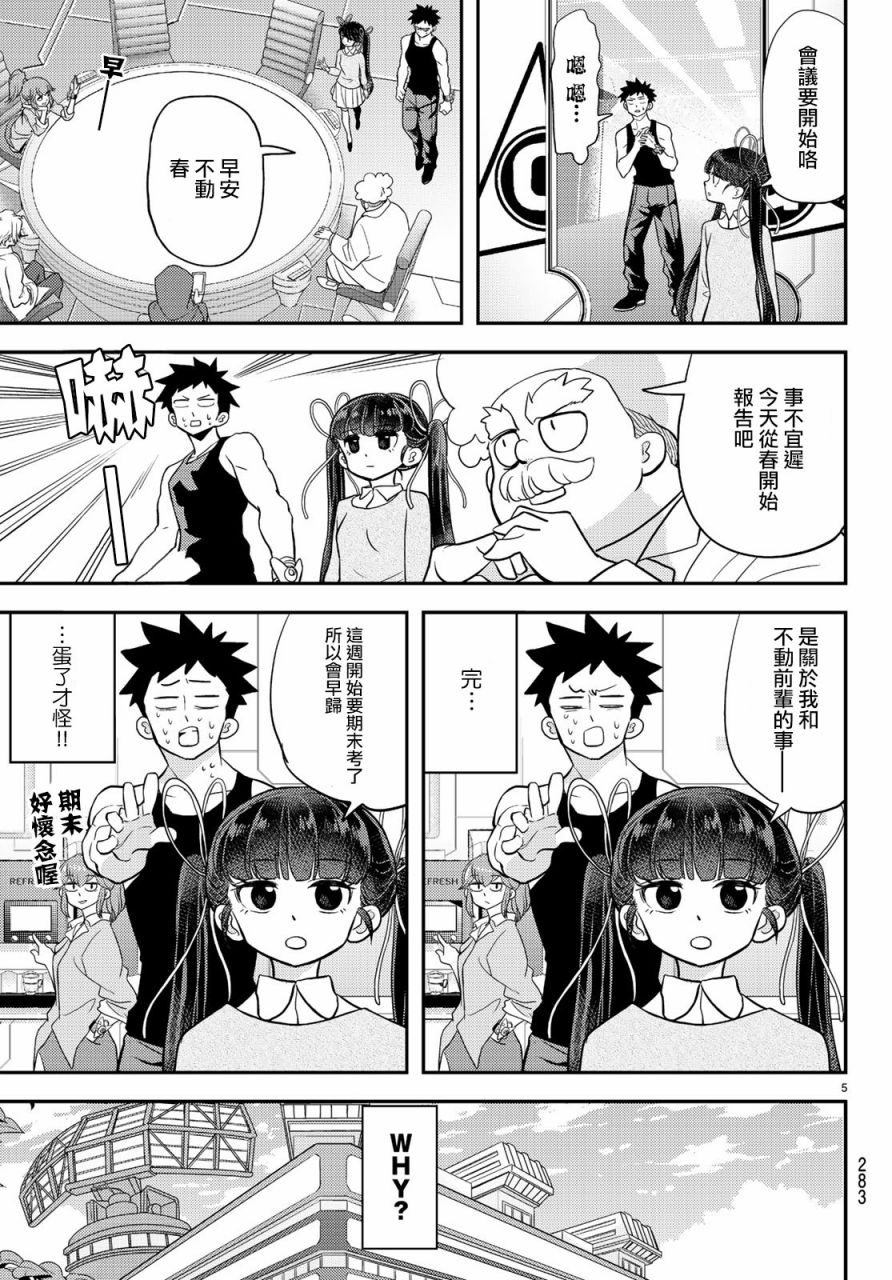 會議要開始咯
嗯嗯…
早安
不動
春
早
事不宜遲
今天從春開始
報告吧
嚇
是關於我和
不動前輩的事
完…
REFRESH
這週開始要期末考了
所以會早歸
…蛋了才怪!!
期末
好懷念喔
REFR
5
WHY?
283